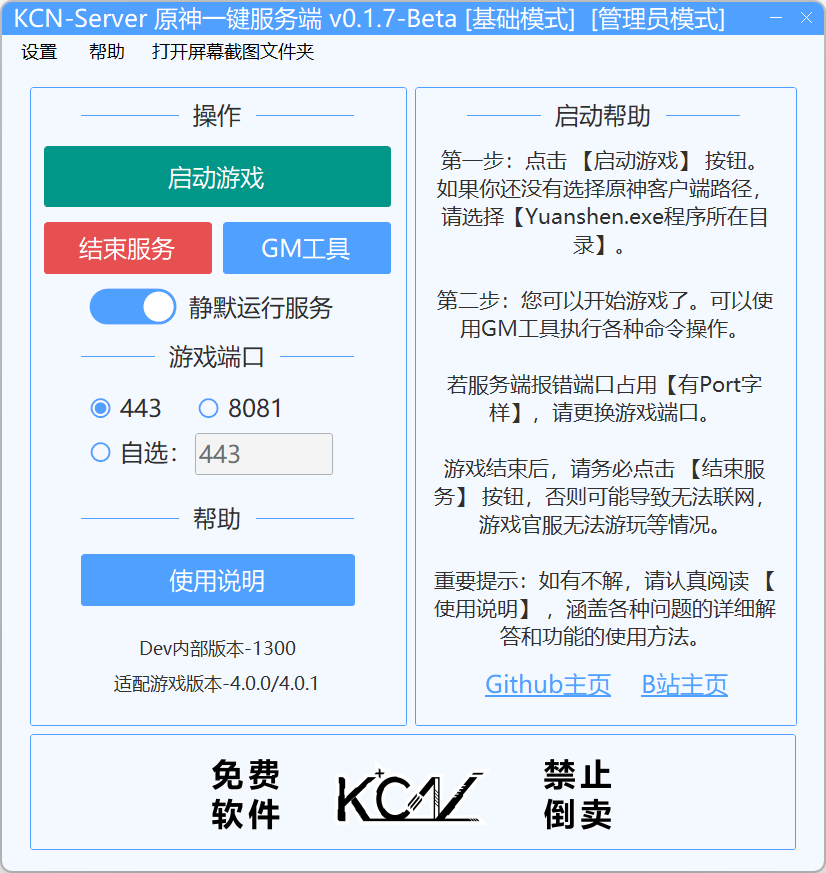 KCN-Server 原神一键服务端 v0.1.7-Beta [基础模式] [管理员模式]
设置 帮助 打开屏幕截图文件夹
操作
启动游戏
结束服务 GM工具
静默运行服务
游戏端口
443 8081
自选： 443
帮助
使用说明
Dev内部版本-1300
适配游戏版本-4.0.0/4.0.1
启动帮助
第一步：点击 【启动游戏】 按钮。
如果你还没有选择原神客户端路径，
请选择【Yuanshen.exe程序所在目
录】。
第二步：您可以开始游戏了。可以使
用GM工具执行各种命令操作。
若服务端报错端口占用【有Port字
样】，请更换游戏端口。
游戏结束后，请务必点击 【结束服
务】 按钮，否则可能导致无法联网，
游戏官服无法游玩等情况。
重要提示：如有不解，请认真阅读 【
使用说明】 ，涵盖各种问题的详细解
答和功能的使用方法。
Github主页 B站主页
免费
软件
KCN
禁止
倒卖